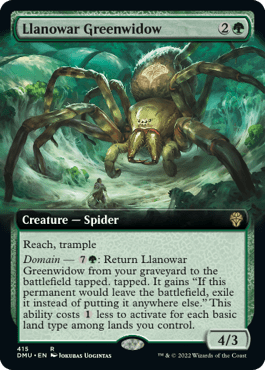 Llanowar Greenwidow 2
Creature — Spider
Reach, trample
Domain — 7: Return Llanowar
Greenwidow from your graveyard to the
battlefield tapped. tapped. It gains "If this
permanent would leave the battlefield, exile
it instead of putting it anywhere else." This
ability costs 1 less to activate for each basic
land type among lands you control.
4/3
415 R
DMU • EN Jokubas Uogintas
™ & © 2022 Wizards of the Coast